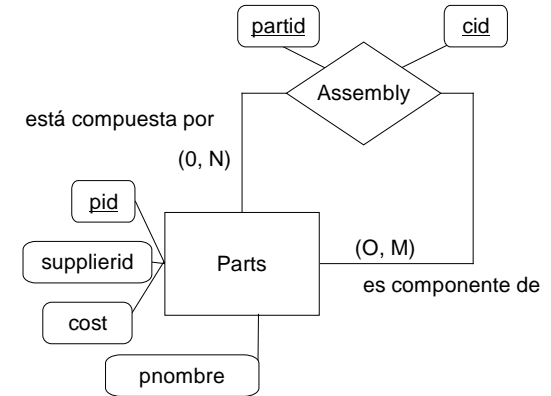 partid
cid
Assembly
está compuesta por
(0, N)
pid
supplierid
Parts
(O, M)
es componente de
cost
pnombre